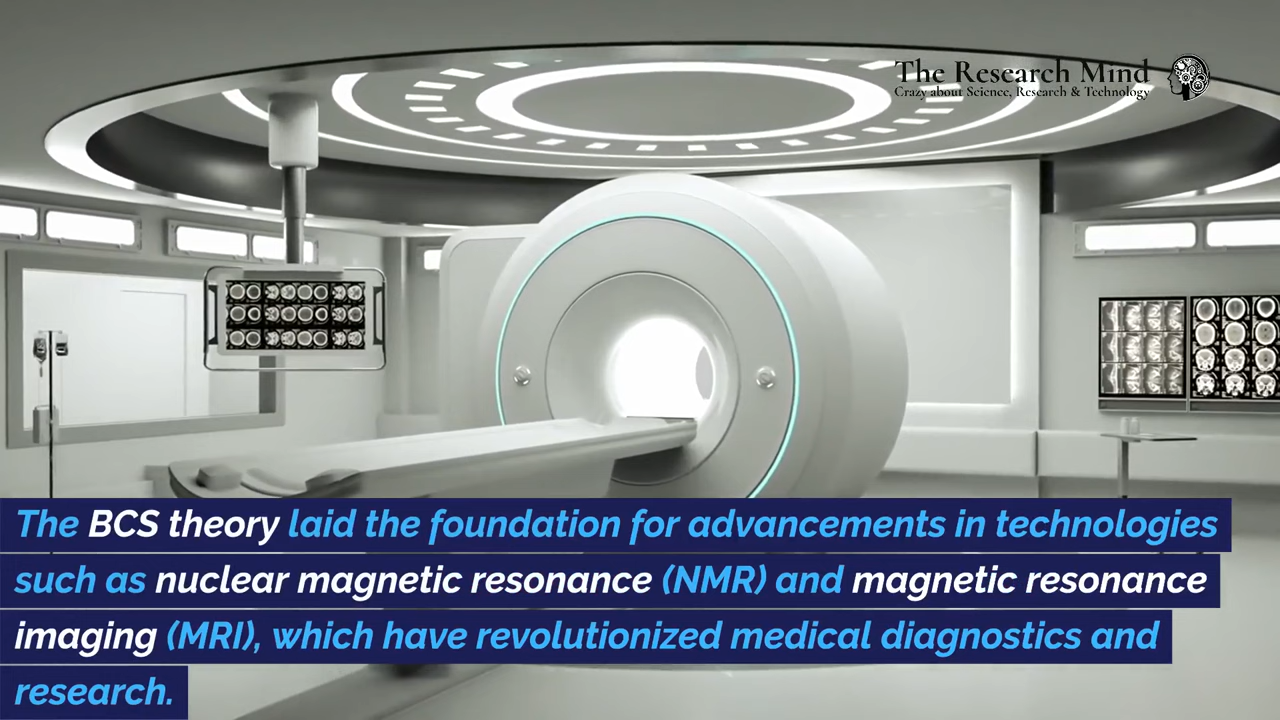 The Research Mind
Crazy about Science, Research & Technology
The BCS theory laid the foundation for advancements in technologies
such as nuclear magnetic resonance (NMR) and magnetic resonance
imaging (MRI), which have revolutionized medical diagnostics and
research.